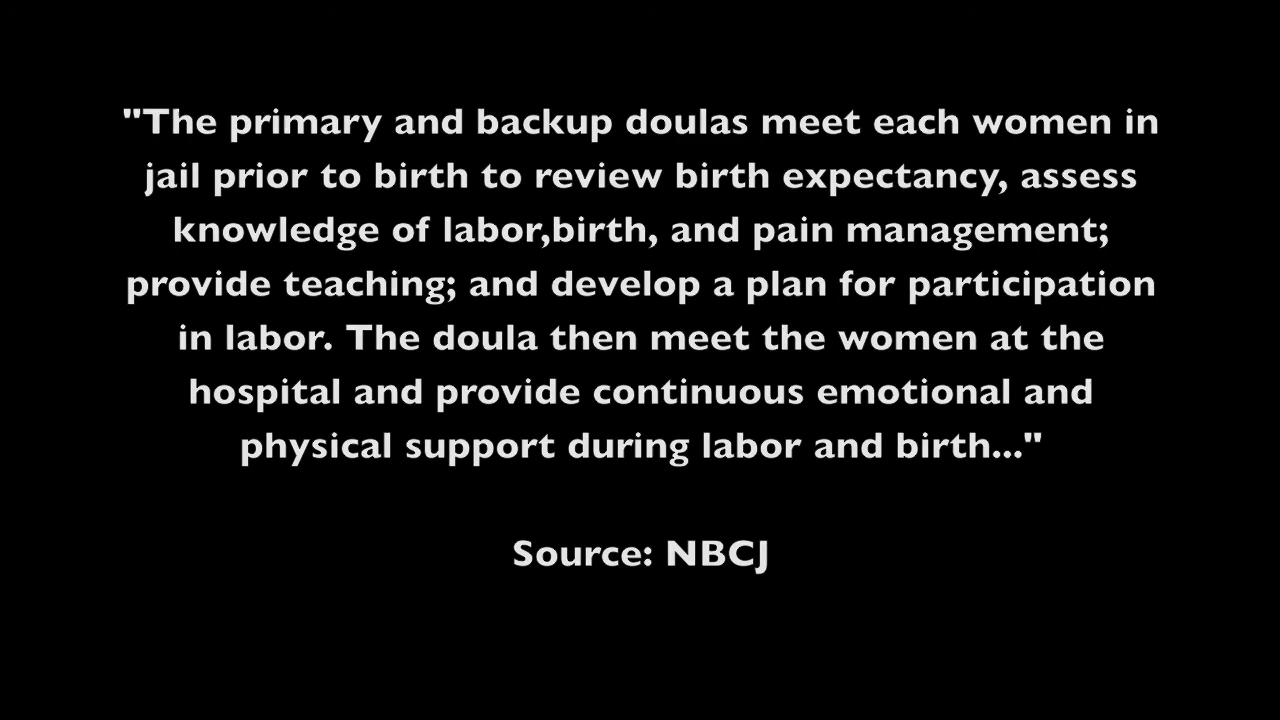 "The primary and backup doulas meet each women in
jail prior to birth to review birth expectancy, assess
knowledge of labor,birth, and pain management;
provide teaching; and develop a plan for participation
in labor. The doula then meet the women at the
hospital and provide continuous emotional and
physical support during labor and birth..."
Source: NBCJ